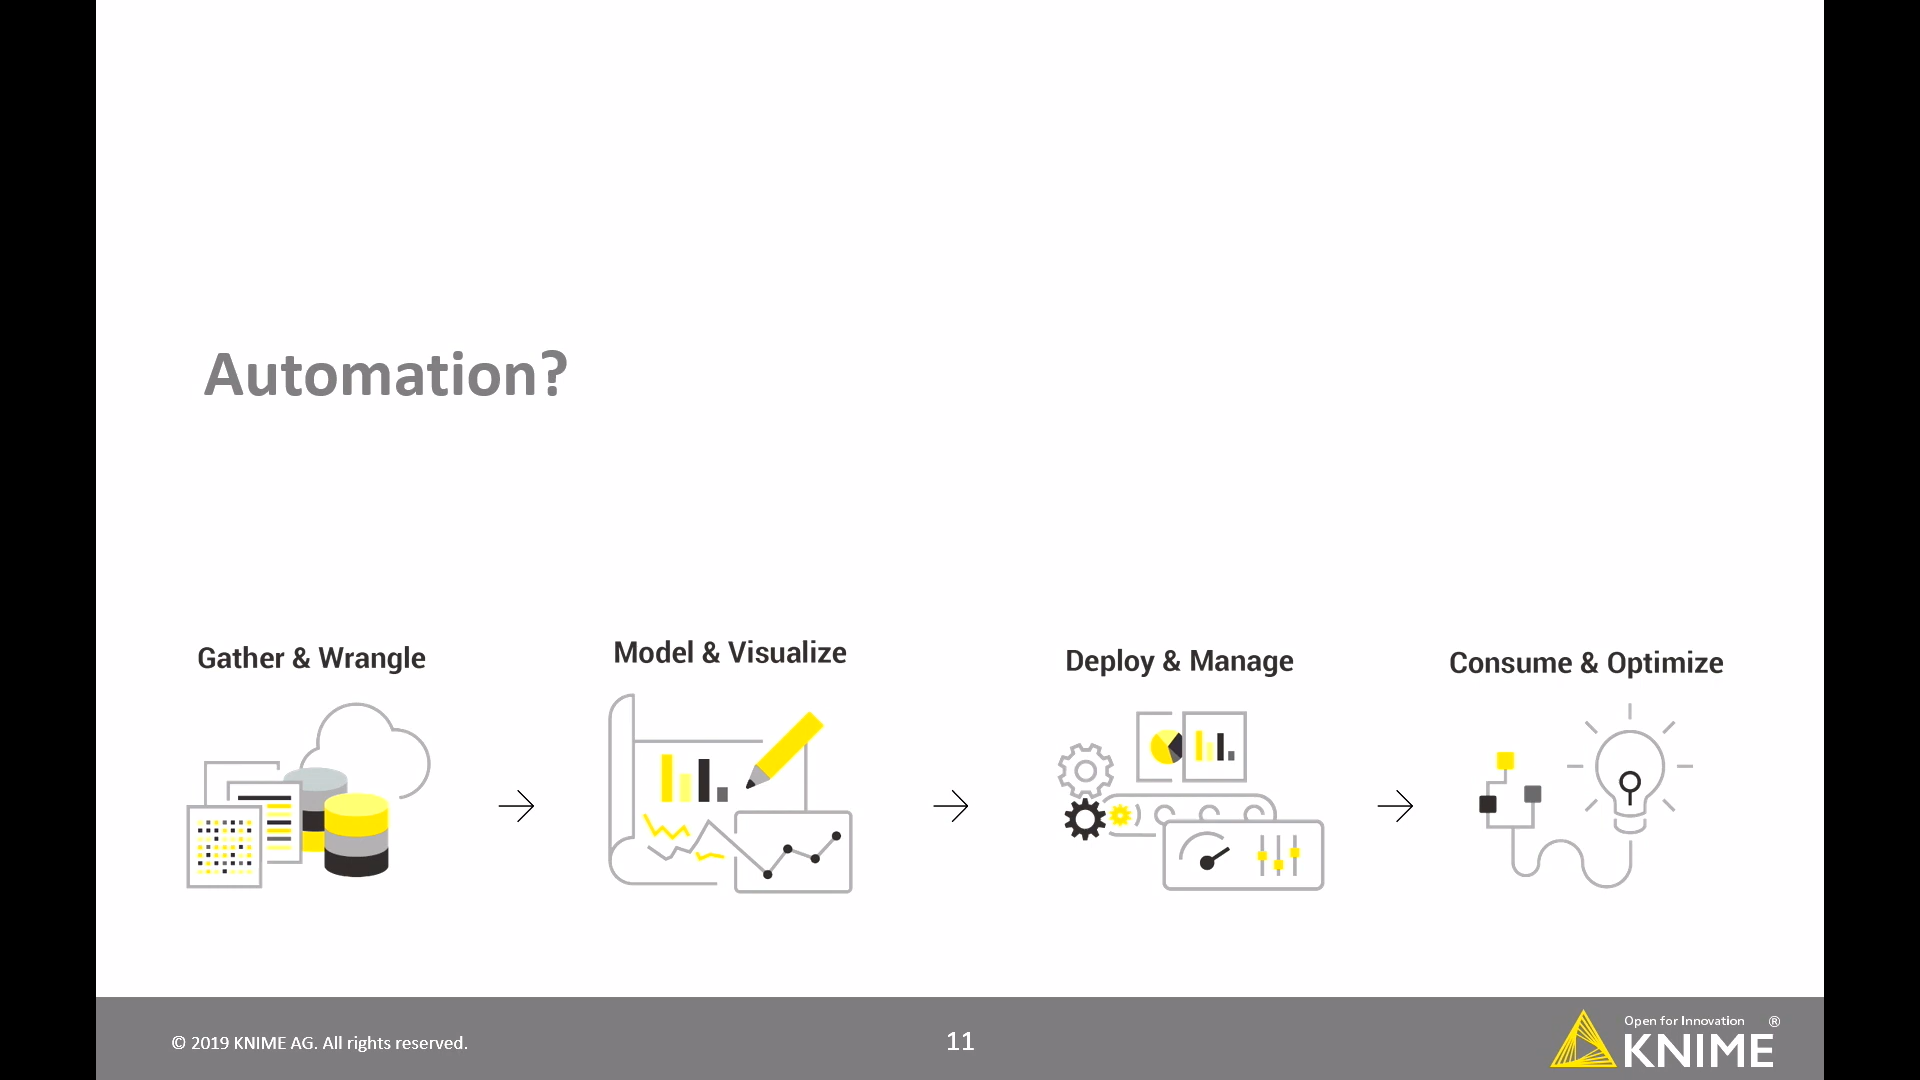 Automation?
Gather & Wrangle
Model & Visualize
Deploy & Manage
Consume & Optimize
© 2019 KNIME AG. All rights reserved.
11
Open for Innovation ®
KNIME